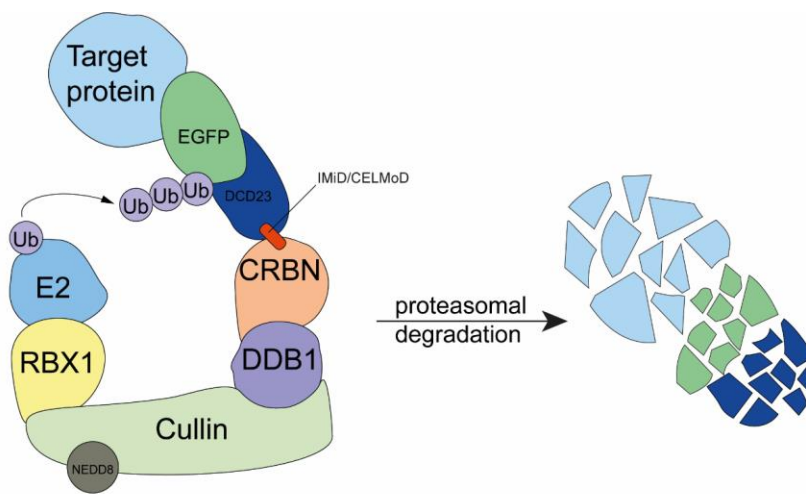 Target
protein
EGFP
IMiD/CELMoD
DCD23
Ub
Ub
Ub
Ub
E2
CRBN
proteasomal
degradation
RBX1
DDB1
Cullin
NEDD8